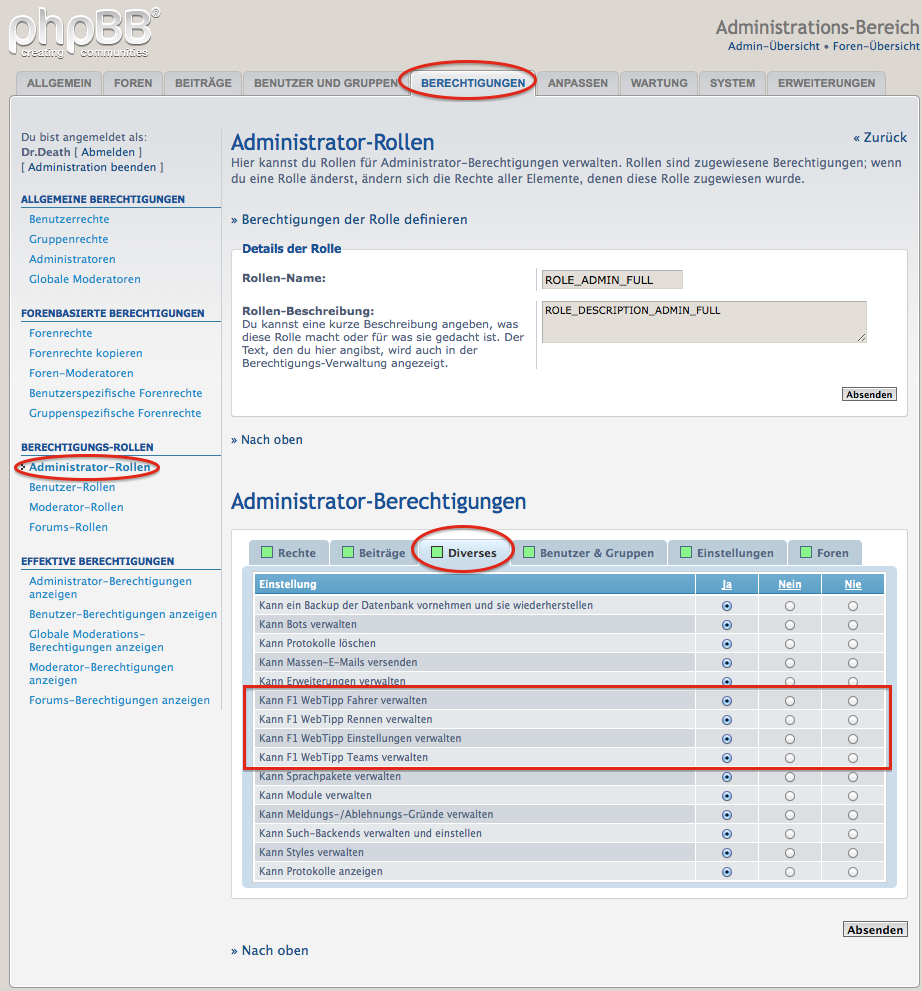 phpBB®
creating communities
Administrations-Bereich
Admin-Übersicht • Foren-Übersicht
ALLGEMEIN FOREN BEITRÄGE BENUTZER UND GRUPPEN BERECHTIGUNGEN ANPASSEN WARTUNG SYSTEM ERWEITERUNGEN
Du bist angemeldet als:
Dr.Death [ Abmelden ]
[ Administration beenden ]
ALLGEMEINE BERECHTIGUNGEN
Benutzerrechte
Gruppenrechte
Administratoren
Globale Moderatoren
FORENBASIERTE BERECHTIGUNGEN
Forenrechte
Forenrechte kopieren
Foren-Moderatoren
Benutzerspezifische Forenrechte
Gruppenspezifische Forenrechte
BERECHTIGUNGS-ROLLEN
Administrator-Rollen
Benutzer-Rollen
Moderator-Rollen
Forums-Rollen
EFFEKTIVE BERECHTIGUNGEN
Administrator-Berechtigungen
anzeigen
Benutzer-Berechtigungen anzeigen
Globale Moderations-
Berechtigungen anzeigen
Moderator-Berechtigungen
anzeigen
Forums-Berechtigungen anzeigen
« Zurück
Administrator-Rollen
Hier kannst du Rollen für Administrator-Berechtigungen verwalten. Rollen sind zugewiesene Berechtigungen; wenn
du eine Rolle änderst, ändern sich die Rechte aller Elemente, denen diese Rolle zugewiesen wurde.
» Berechtigungen der Rolle definieren
Details der Rolle
Rollen-Name: ROLE_ADMIN_FULL
Rollen-Beschreibung: ROLE_DESCRIPTION_ADMIN_FULL
Du kannst eine kurze Beschreibung angeben, was
diese Rolle macht oder für was sie gedacht ist. Der
Text, den du hier angibst, wird auch in der
Berechtigungs-Verwaltung angezeigt.
Absenden
» Nach oben
Administrator-Berechtigungen
Rechte Beiträge Diverses Benutzer & Gruppen Einstellungen Foren
Einstellung Ja Nein Nie
Kann ein Backup der Datenbank vornehmen und sie wiederherstellen
Kann Bots verwalten
Kann Protokolle löschen
Kann Massen-E-Mails versenden
Kann Erweiterungen verwalten
Kann F1 WebTipp Fahrer verwalten
Kann F1 WebTipp Rennen verwalten
Kann F1 WebTipp Einstellungen verwalten
Kann F1 WebTipp Teams verwalten
Kann Sprachpakete verwalten
Kann Module verwalten
Kann Meldungs-/Ablehnungs-Gründe verwalten
Kann Such-Backends verwalten und einstellen
Kann Styles verwalten
Kann Protokolle anzeigen
Absenden
» Nach oben